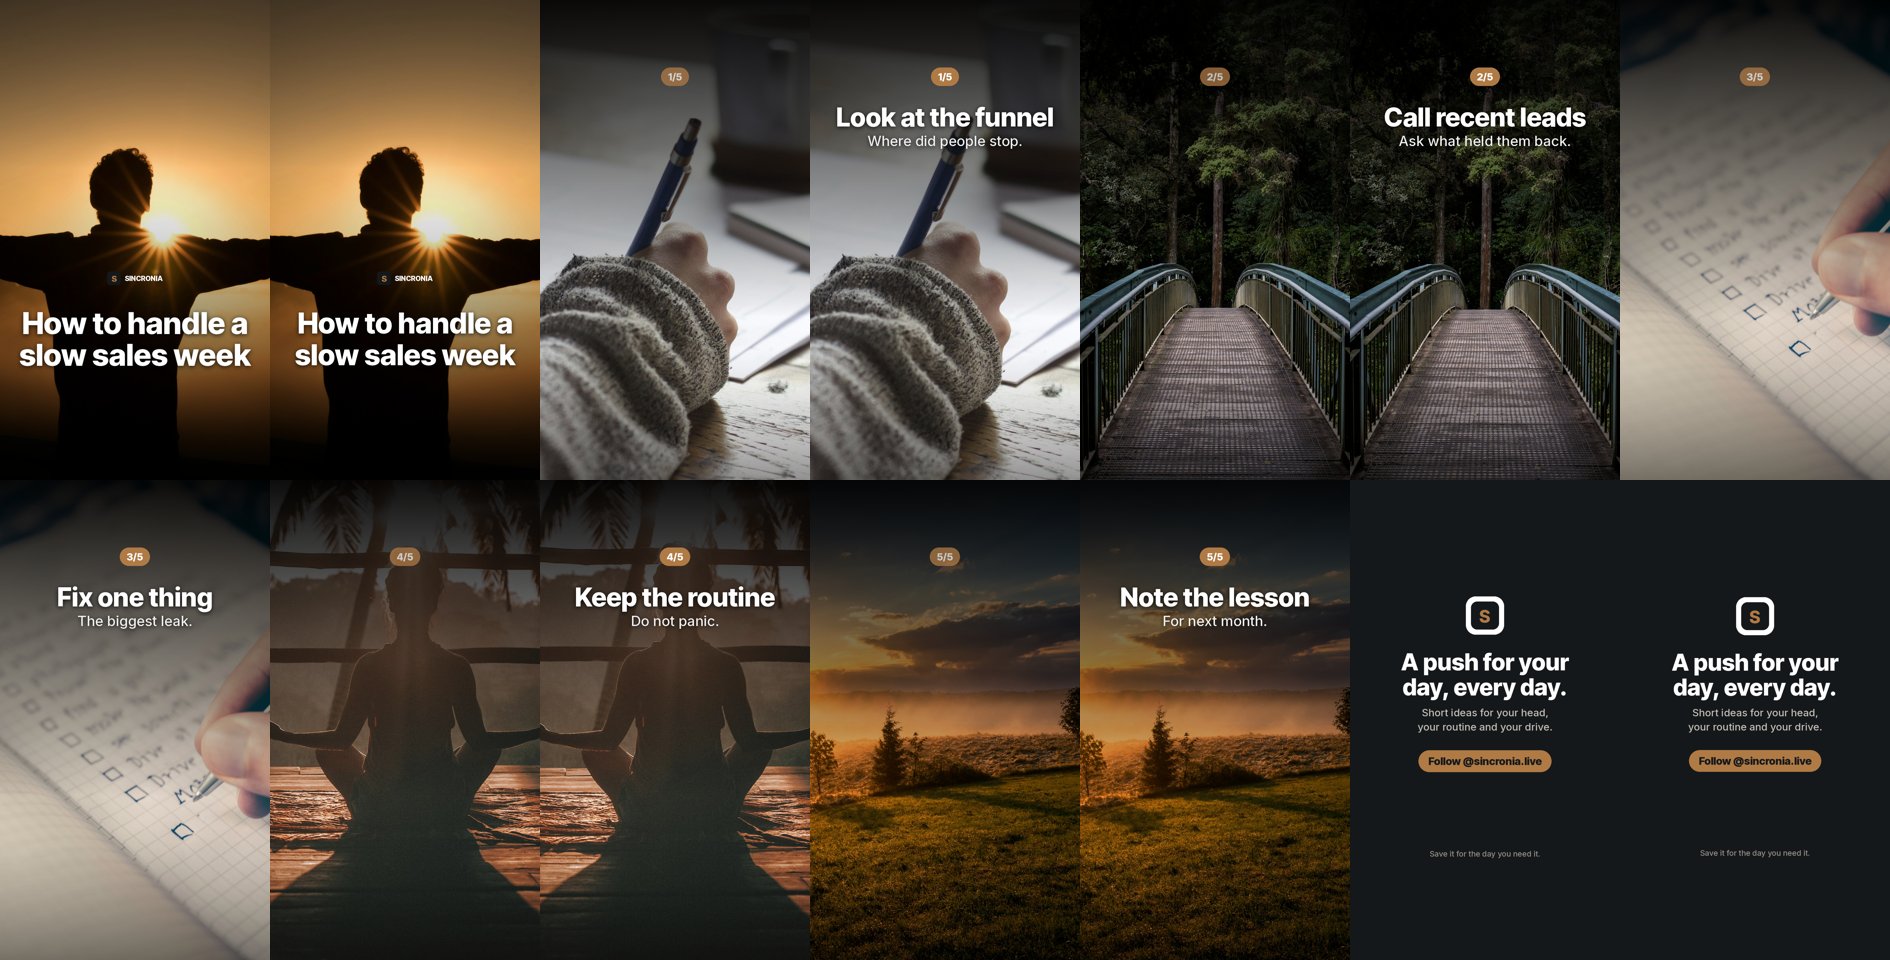 S SINCRONIA
How to handle a
slow sales week
S SINCRONIA
How to handle a
slow sales week
1/5
1/5
Look at the funnel
Where did people stop.
2/5
2/5
Call recent leads
Ask what held them back.
3/5
3/5
Fix one thing
The biggest leak.
4/5
4/5
Keep the routine
Do not panic.
5/5
5/5
Note the lesson
For next month.
S
A push for your
day, every day.
Short ideas for your head,
your routine and your drive.
Follow @sincronia.live
Save it for the day you need it.
S
A push for your
day, every day.
Short ideas for your head,
your routine and your drive.
Follow @sincronia.live
Save it for the day you need it.